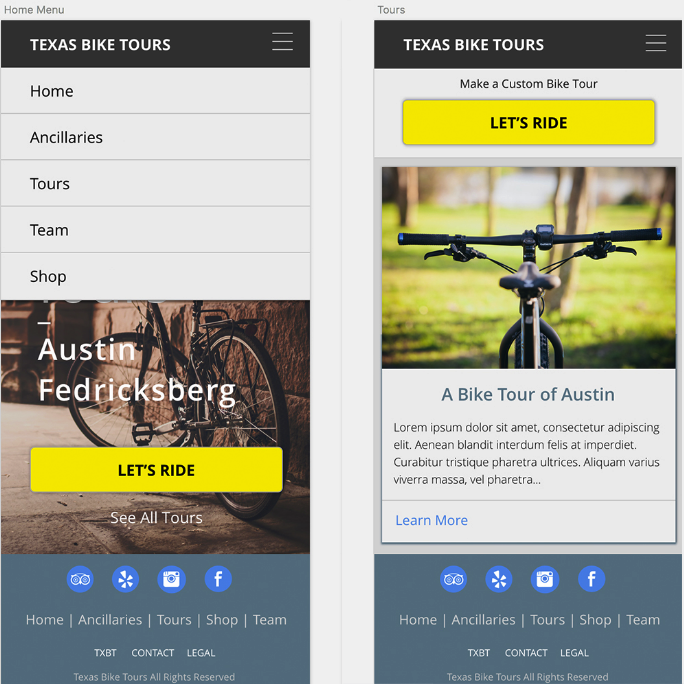 Home Menu
TEXAS BIKE TOURS
Home
Ancillaries
Tours
Team
Shop
Austin
Fedricksberg
LET'S RIDE
See All Tours
Home | Ancillaries | Tours | Shop | Team
TXBT CONTACT LEGAL
Texas Bike Tours All Rights Reserved
Tours
TEXAS BIKE TOURS
Make a Custom Bike Tour
LET'S RIDE
A Bike Tour of Austin
Lorem ipsum dolor sit amet, consectetur adipiscing
elit. Aenean blandit interdum felis at imperdiet.
Curabitur tristique pharetra ultrices. Aliquam varius
viverra massa, vel pharetra...
Learn More
Home | Ancillaries | Tours | Shop | Team
TXBT CONTACT LEGAL
Texas Bike Tours All Rights Reserved